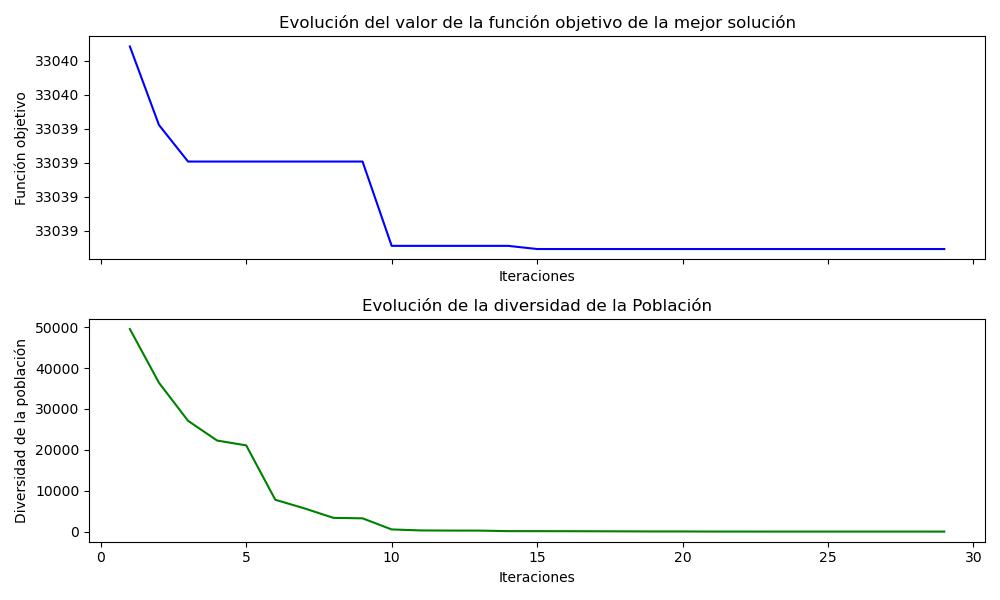 Evolución del valor de la función objetivo de la mejor solución
Función objetivo
33040
33040
33039
33039
33039
33039
Iteraciones
Evolución de la diversidad de la Población
Diversidad de la población
50000
40000
30000
20000
10000
0
0 5 10 15 20 25 30
Iteraciones